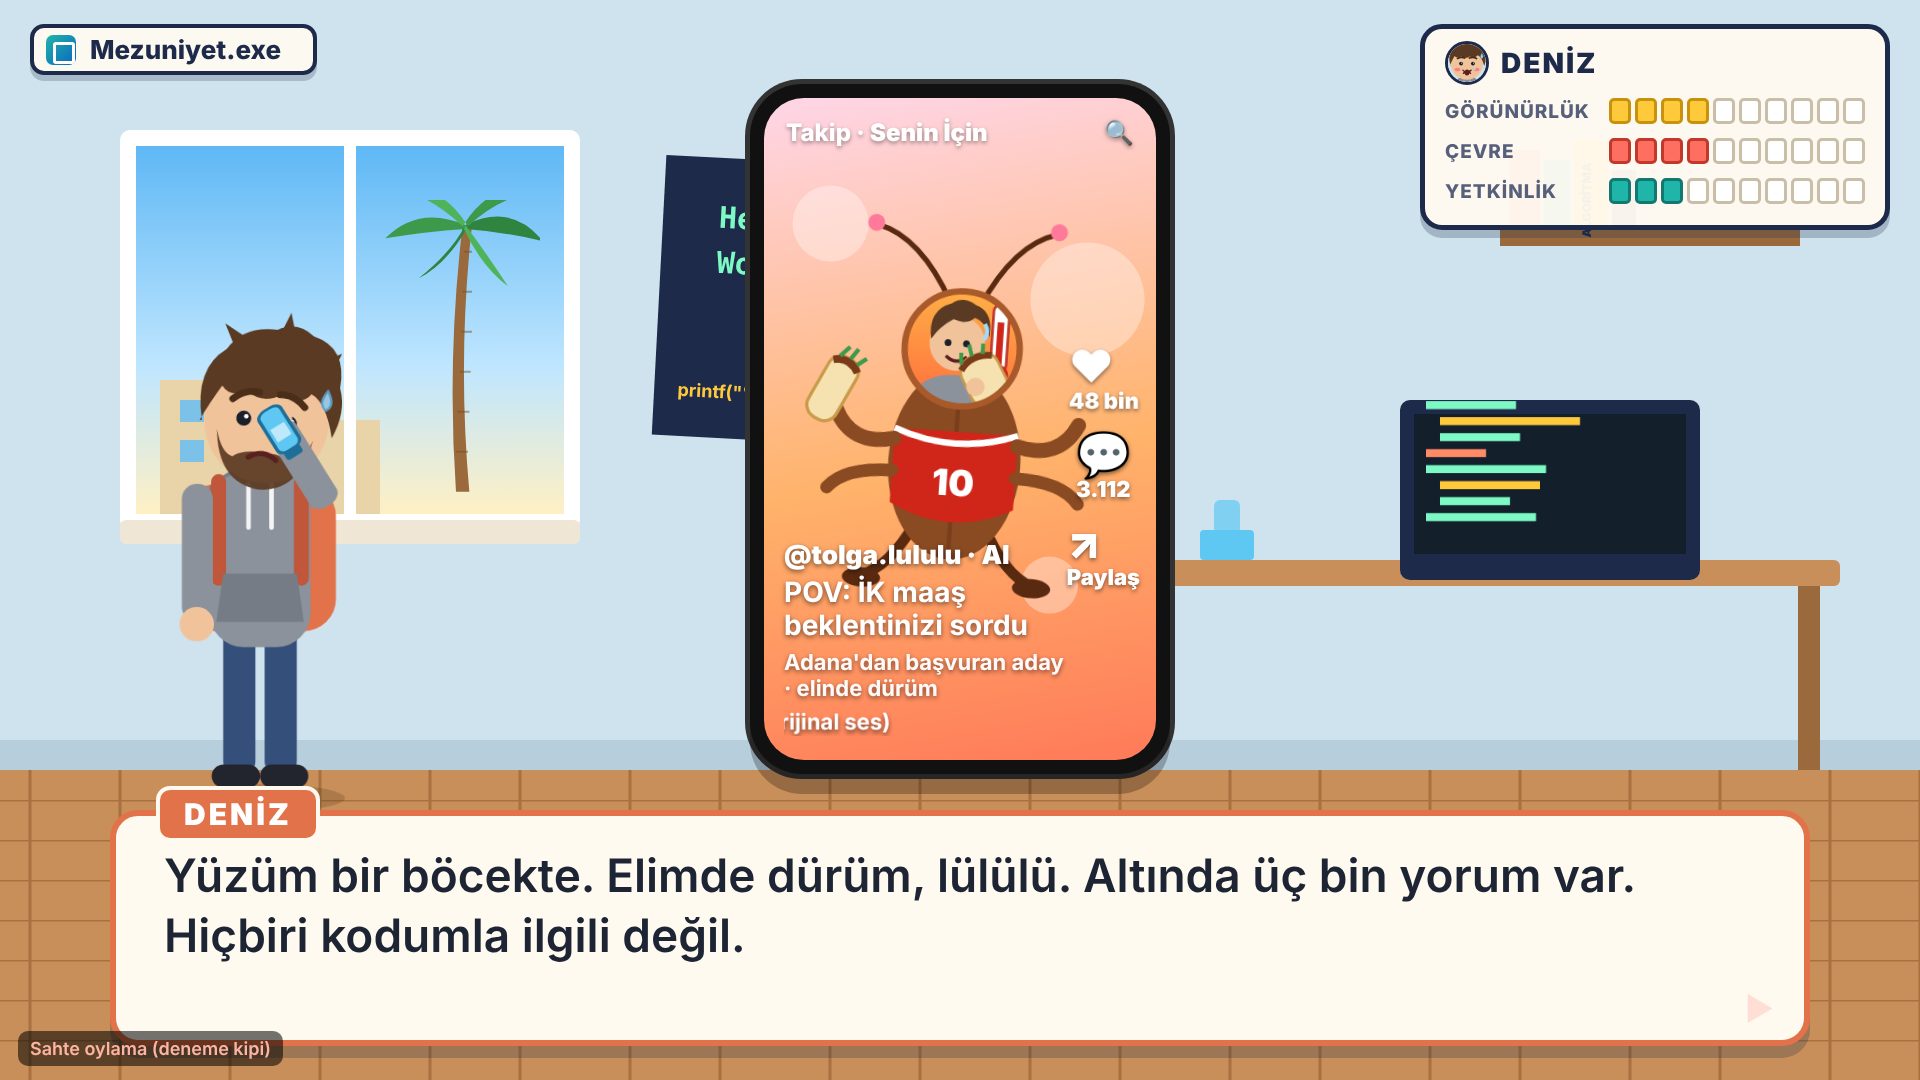 Mezuniyet.exe
DENİZ
GÖRÜNÜRLÜK
ÇEVRE
YETKİNLİK
Takip · Senin İçin
printf("
10
48 bin
3.112
Paylaş
@tolga.lululu · AI
POV: İK maaş
beklentinizi sordu
Adana'dan başvuran aday
· elinde dürüm
rijinal ses)
DENİZ
Yüzüm bir böcekte. Elimde dürüm, lülülü. Altında üç bin yorum var.
Hiçbiri kodumla ilgili değil.
Sahte oylama (deneme kipi)